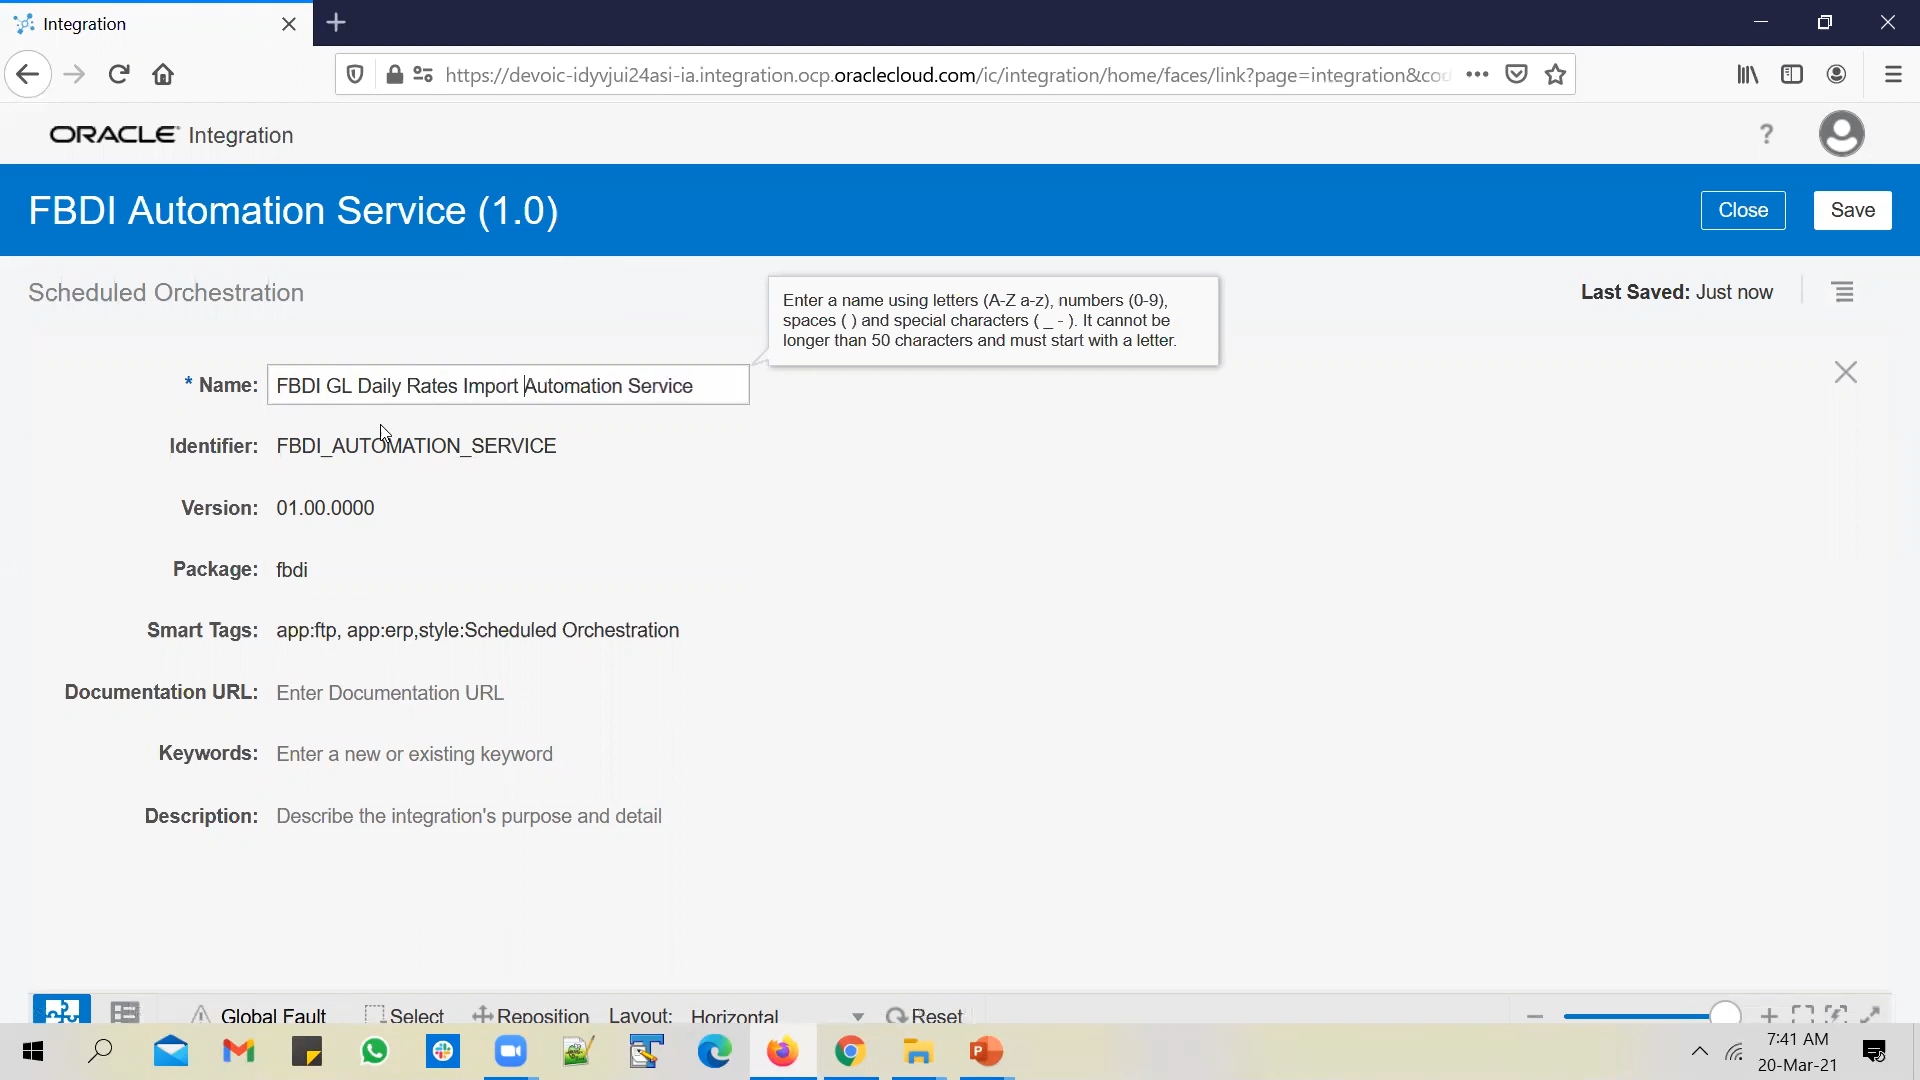 Integration
https://devoic-idyvjui24asi-ia.integration.ocp.oraclecloud.com/ic/integration/home/faces/link?page=integration&cod
ORACLE Integration
?
FBDI Automation Service (1.0)
Close
Save
Scheduled Orchestration
Last Saved: Just now
Enter a name using letters (A-Z a-z), numbers (0-9),
spaces ( ) and special characters ( _ - ). It cannot be
longer than 50 characters and must start with a letter.
* Name: FBDI GL Daily Rates Import Automation Service
Identifier: FBDI_AUTOMATION_SERVICE
Version: 01.00.0000
Package: fbdi
Smart Tags: app:ftp, app:erp,style:Scheduled Orchestration
Documentation URL: Enter Documentation URL
Keywords: Enter a new or existing keyword
Description: Describe the integration's purpose and detail
Global Fault Select Reposition Layout: Horizontal Reset
7:41 AM
20-Mar-21